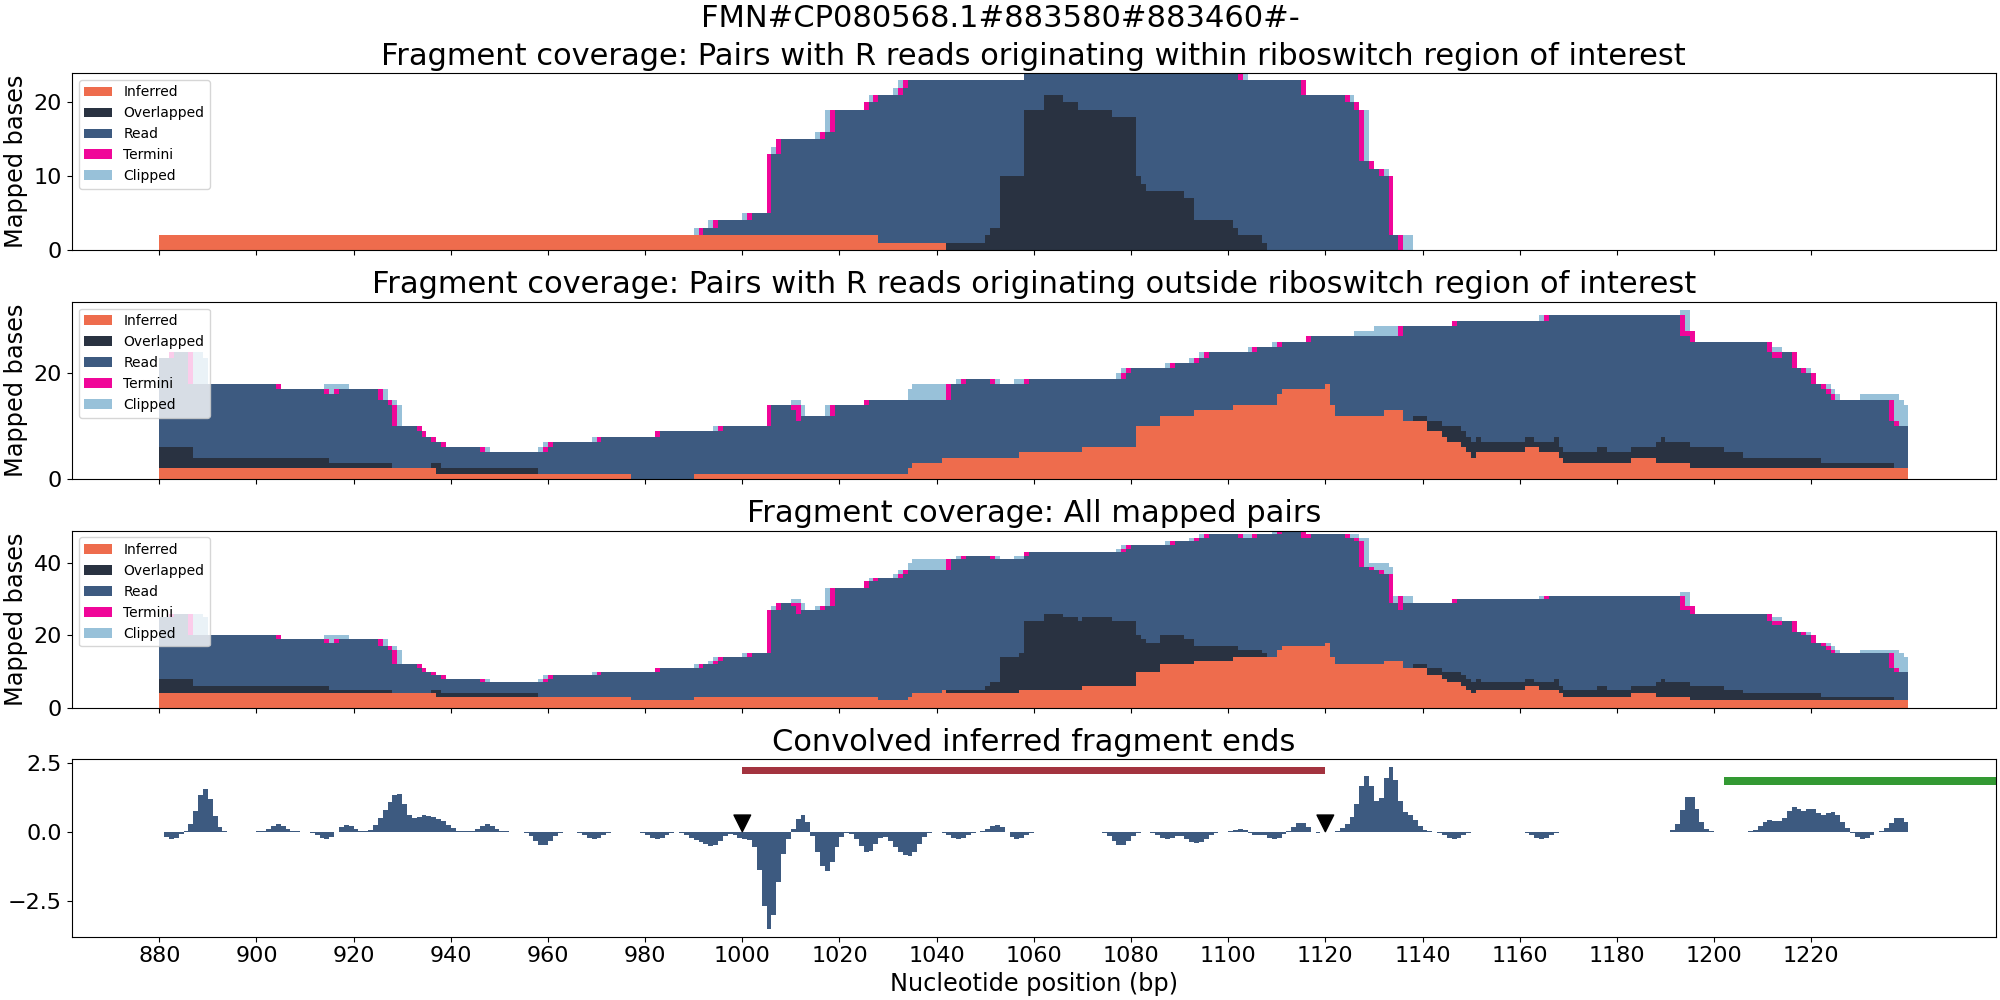 FMN#CP080568.1#883580#883460#-
Fragment coverage: Pairs with R reads originating within riboswitch region of interest
Mapped bases
20
10
0
Inferred
Overlapped
Read
Termini
Clipped
Fragment coverage: Pairs with R reads originating outside riboswitch region of interest
Mapped bases
20
0
Inferred
Overlapped
Read
Termini
Clipped
Fragment coverage: All mapped pairs
Mapped bases
40
20
0
Inferred
Overlapped
Read
Termini
Clipped
Convolved inferred fragment ends
2.5
0.0
−2.5
880 900 920 940 960 980 1000 1020 1040 1060 1080 1100 1120 1140 1160 1180 1200 1220
Nucleotide position (bp)